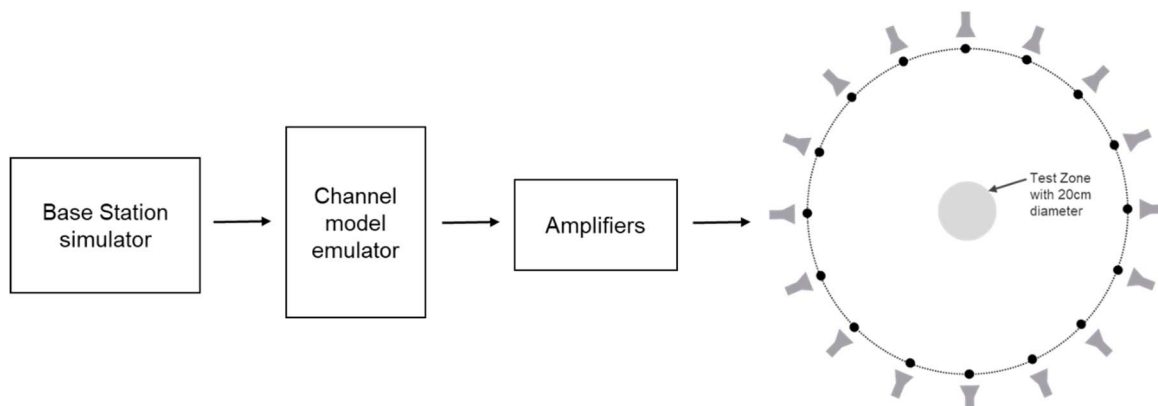 Base Station
simulator
Channel
model
emulator
Amplifiers
Test Zone
with 20cm
diameter